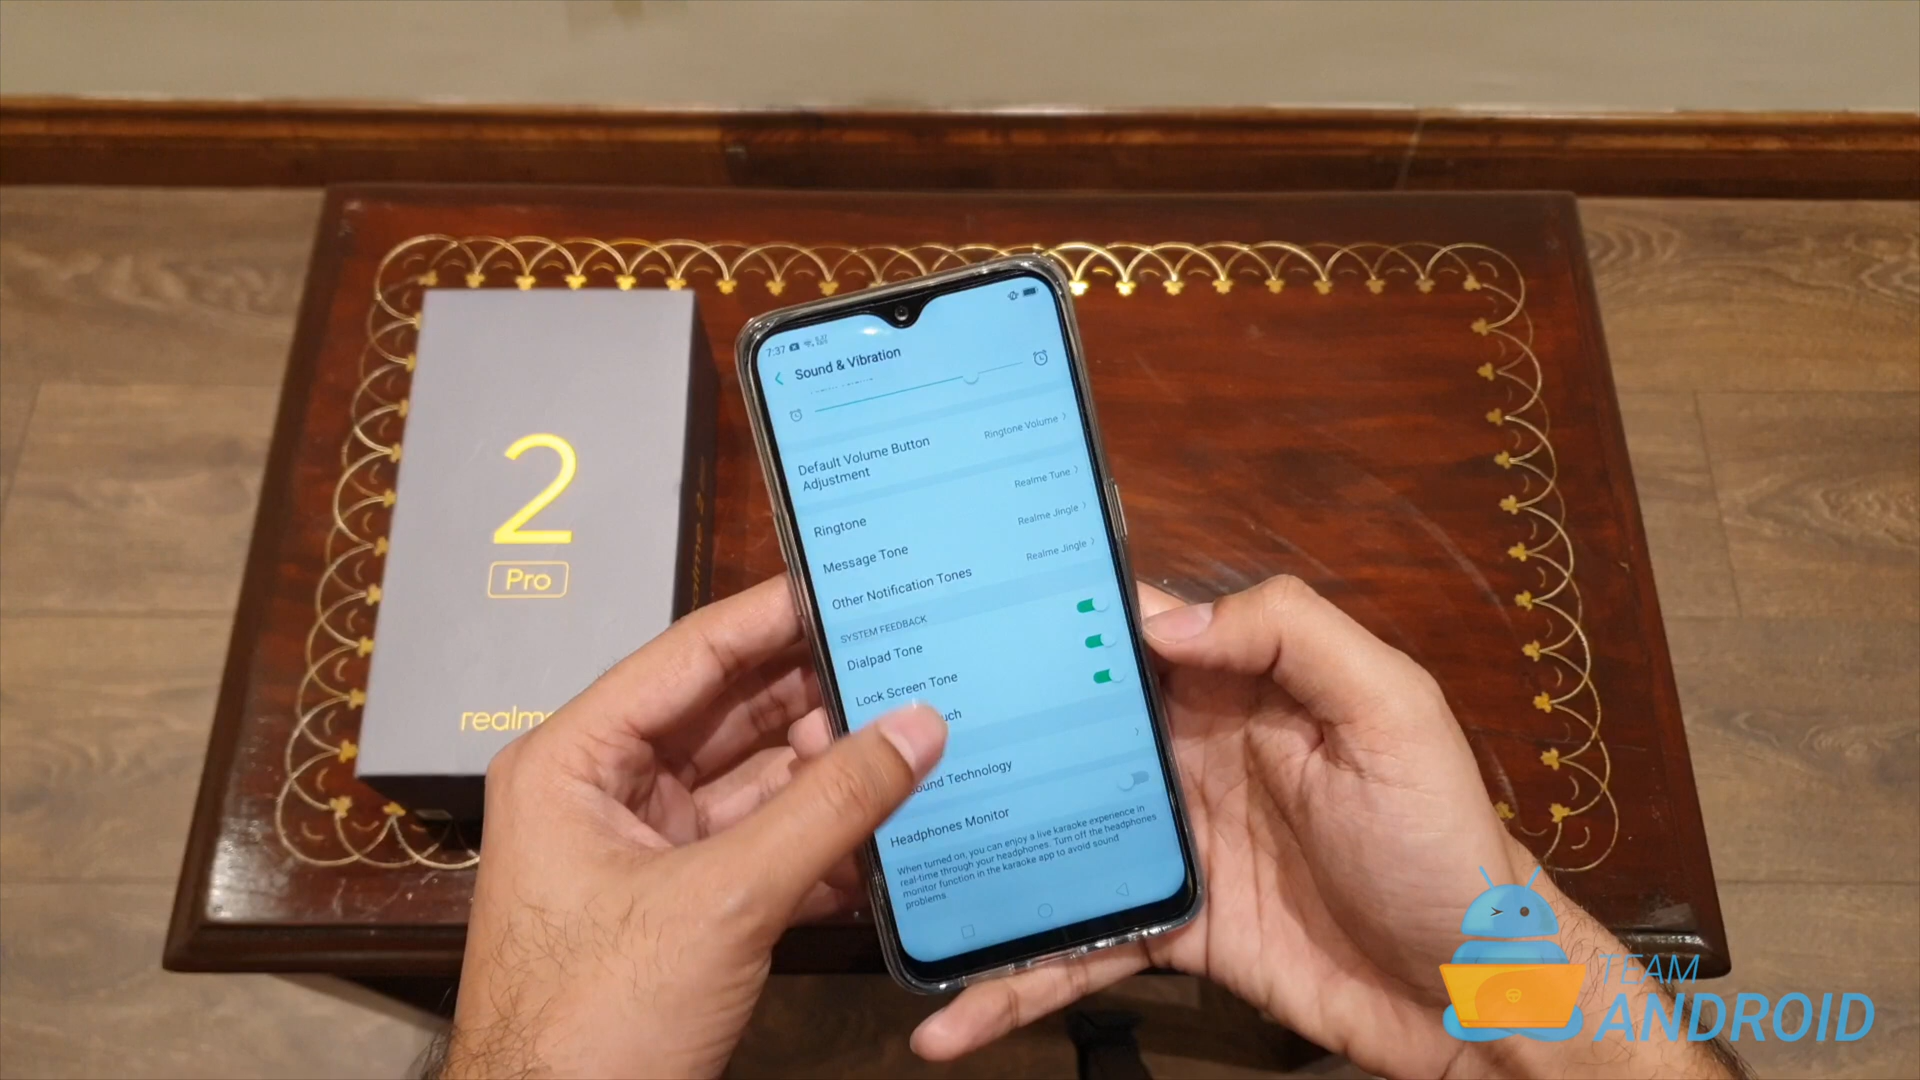 2
Pro
realm
7:37
Sound & Vibration
Default Volume Button
Adjustment
Ringtone Volume
Ringtone
Realme Tune
Message Tone
Realme Jingle
Other Notification Tones
Realme Jingle
SYSTEM FEEDBACK
Dialpad Tone
Lock Screen Tone
uch
ound Technology
Headphones Monitor
When turned on, you can enjoy a live karaoke experience in
real-time through your headphones. Turn off the headphones
monitor function in the karaoke app to avoid sound
problems
TEAM
ANDROID